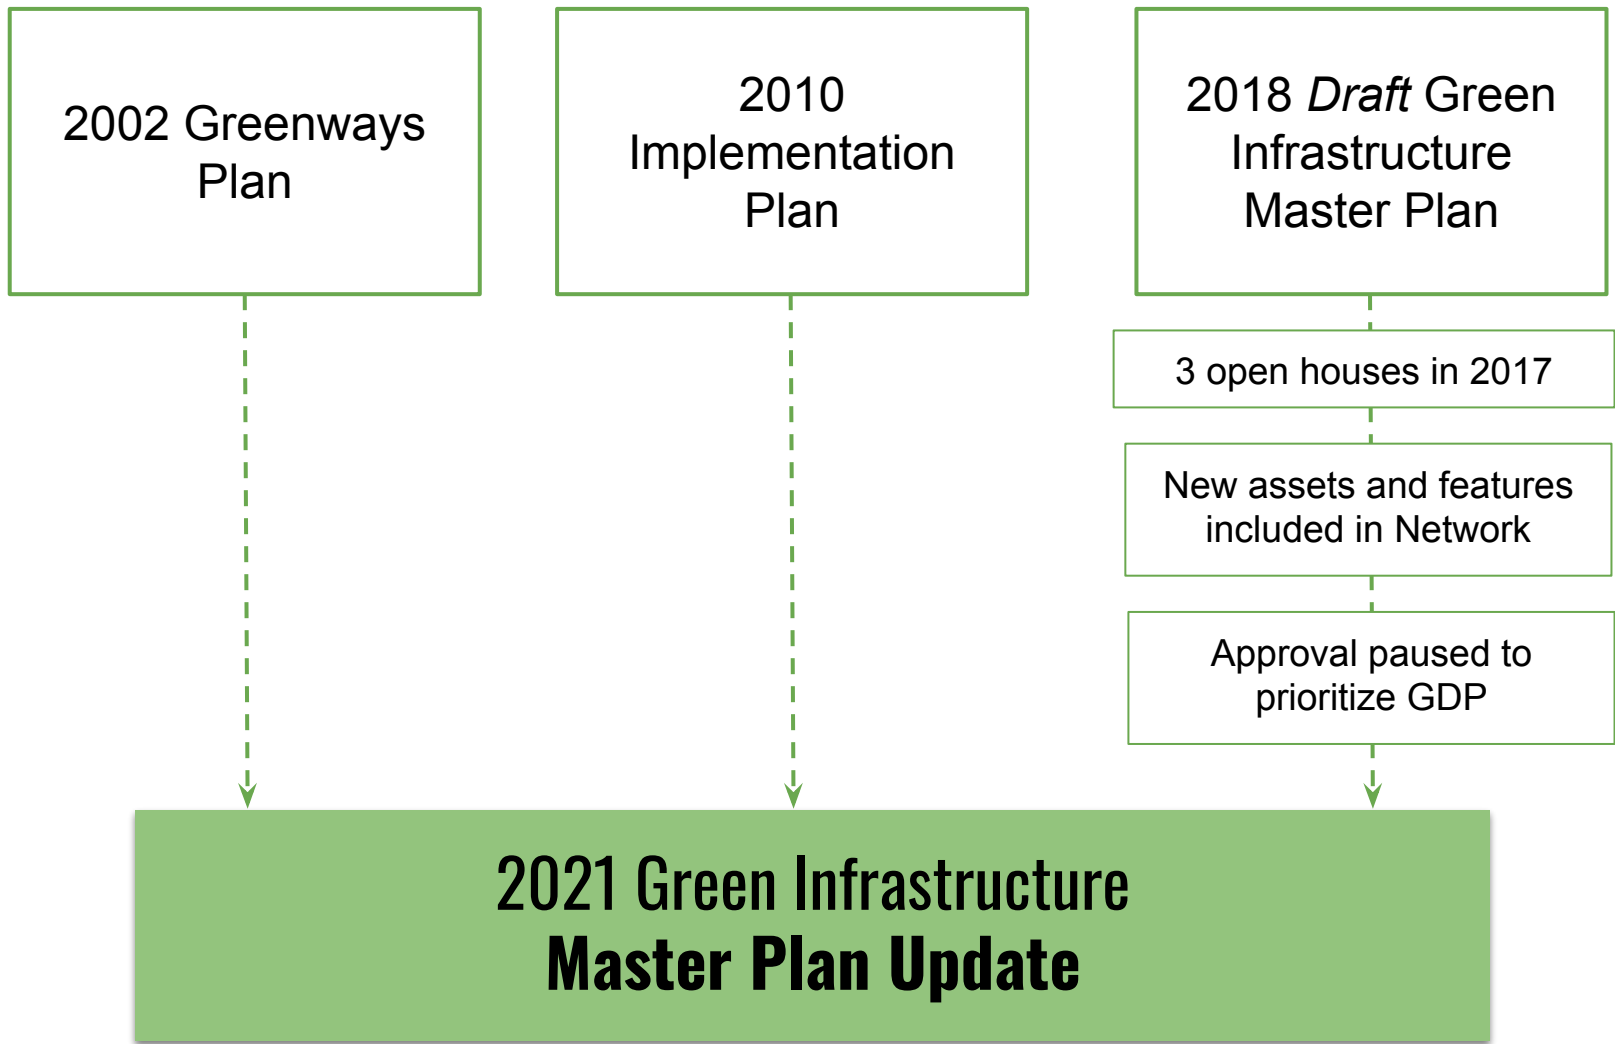 2002 Greenways
Plan
2010
Implementation
Plan
2018 Draft Green
Infrastructure
Master Plan
3 open houses in 2017
New assets and features
included in Network
Approval paused to
prioritize GDP
2021 Green Infrastructure
Master Plan Update